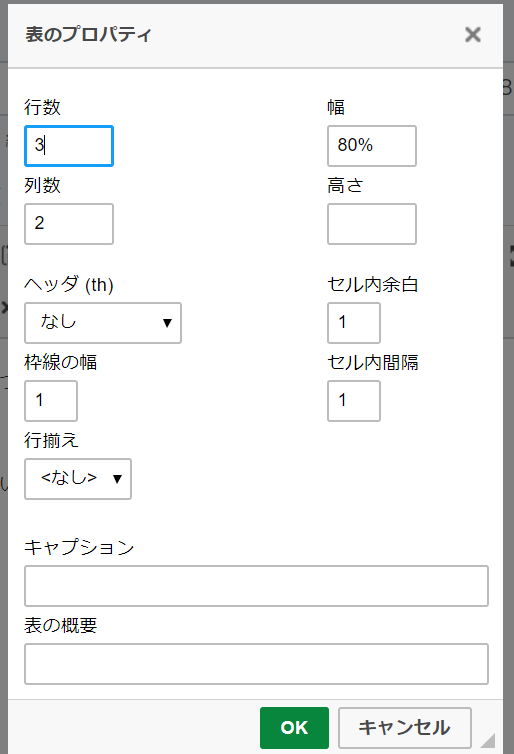 表のプロパティ
行数
幅
3
80%
列数
高さ
2
ヘッダ (th)
セル内余白
なし
1
枠線の幅
セル内間隔
1
1
行揃え
<なし>
キャプション
表の概要
OK
キャンセル